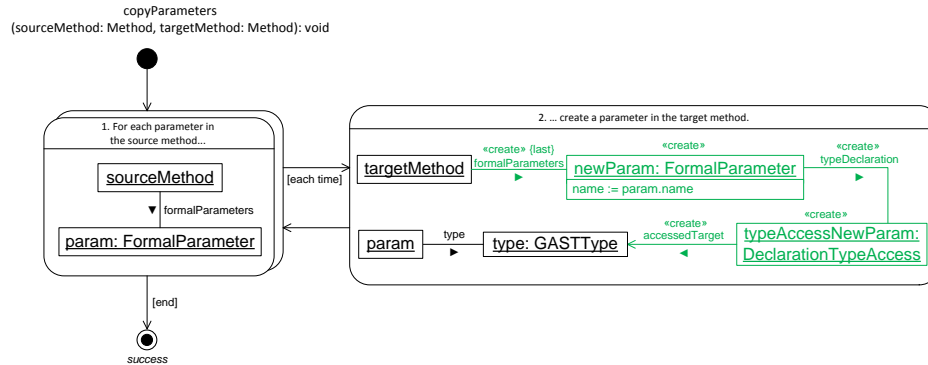 copyParameters
(sourceMethod: Method, targetMethod: Method): void
1. For each parameter in
the source method...
sourceMethod
▼ formalParameters
param: FormalParameter
[each time]
[end]
success
2. ... create a parameter in the target method.
targetMethod
«create» {last}
formalParameters
►
«create»
newParam: FormalParameter
name := param.name
«create»
typeDeclaration
►
param
type
►
type: GASTType
«create»
accessedTarget
◄
«create»
typeAccessNewParam:
DeclarationTypeAccess